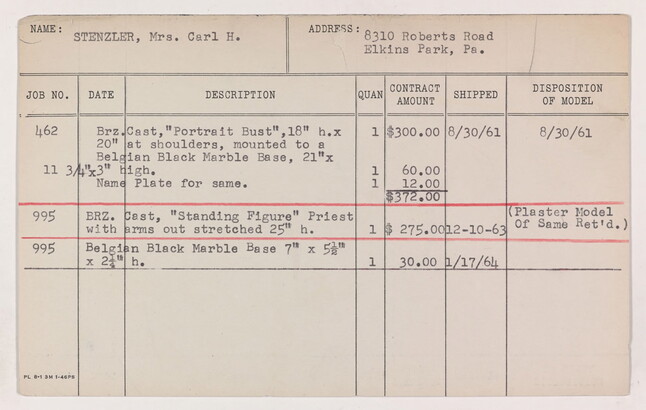 NAME: STENZLER, Mrs. Carl H. ADDRESS: 8310 Roberts Road
Elkins Park, Pa.
JOB NO. DATE DESCRIPTION QUAN CONTRACT AMOUNT SHIPPED DISPOSITION OF MODEL
462 Brz.Cast,"Portrait Bust",18" h.x 1 $300.00 8/30/61 8/30/61
20" at shoulders, mounted to a
Belgian Black Marble Base, 21"x
11 3/4"x3" high. 1 60.00
Name Plate for same. 1 12.00
$372.00
995 BRZ. Cast, "Standing Figure" Priest (Plaster Model
with arms out stretched 25" h. 1 $ 275.00 12-10-63 Of Same Ret'd.)
995 Belgian Black Marble Base 7" x 5½"
x 2¼" h. 1 30.00 1/17/64